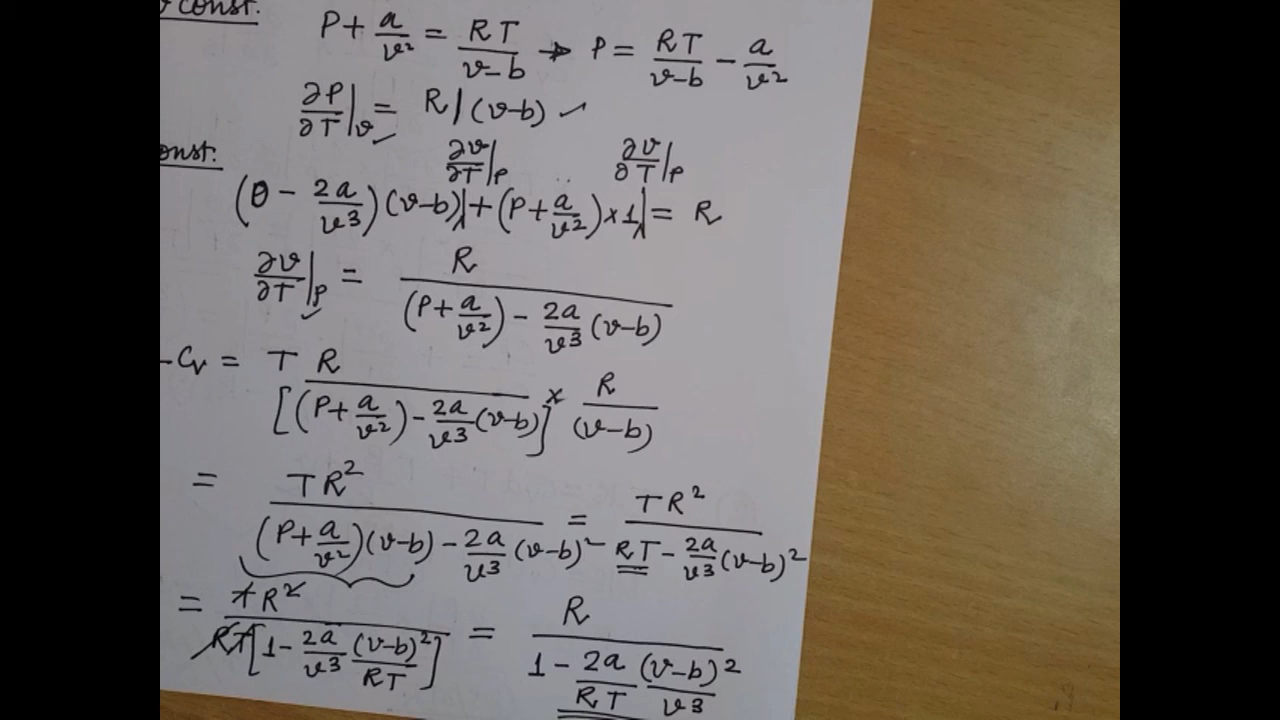 const.
P + a/v² = RT/(v-b) → P = RT/(v-b) - a/v²
∂P/∂T|v = R/(v-b) ✓
onst.
∂v/∂T|P ∂v/∂T|P
(0 - 2a/v³)(v-b)| + (P + a/v²) × 1| = R
∂v/∂T|P = R/((P + a/v²) - 2a/v³ (v-b))
- Cv = TR/[(P + a/v²) - 2a/v³ (v-b)] × R/(v-b)
= TR²/((P + a/v²)(v-b) - 2a/v³ (v-b)²) = TR²/(RT - 2a/v³ (v-b)²)
= TR²/(RT[1 - 2a/v³ (v-b)²/RT]) = R/(1 - 2a/RT (v-b)²/v³)